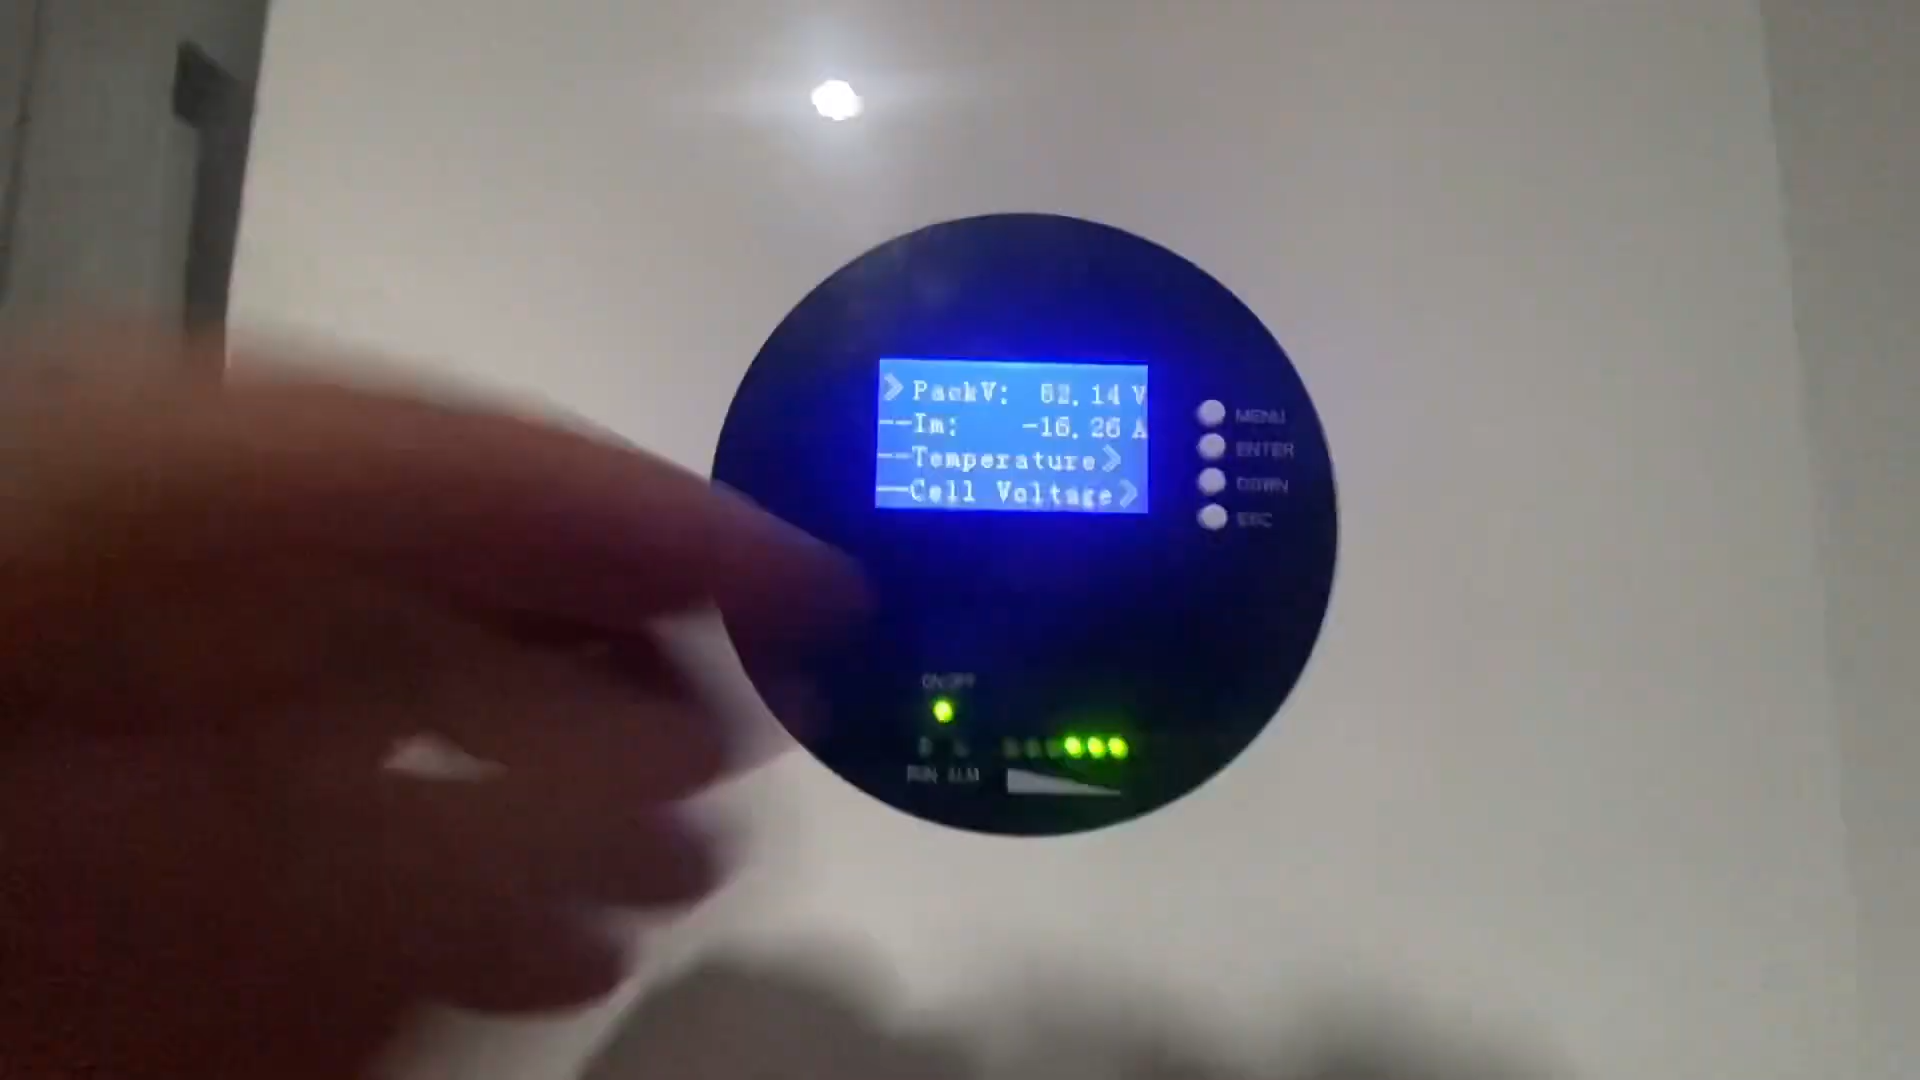 PackV: 52.14 V
--Im: -16.26 A
--Temperature
--Cell Voltage
MENU
ENTER
DOWN
ESC
ON/OFF
RUN ALM